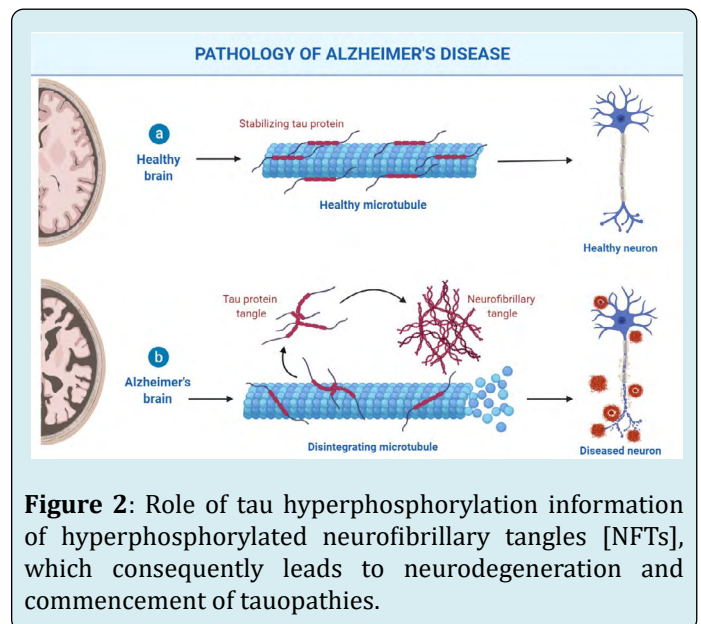 PATHOLOGY OF ALZHEIMER'S DISEASE
a
Healthy
brain
Stabilizing tau protein
Healthy microtubule
Healthy neuron
b
Alzheimer's
brain
Tau protein
tangle
Neurofibrillary
tangle
Disintegrating microtubule
Diseased neuron
Figure 2: Role of tau hyperphosphorylation information
of hyperphosphorylated neurofibrillary tangles [NFTs],
which consequently leads to neurodegeneration and
commencement of tauopathies.